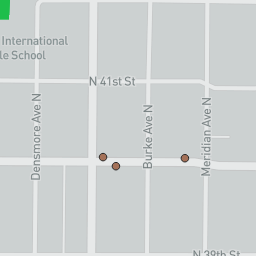 International
le School
N 41st St
Densmore Ave N
Burke Ave N
Meridian Ave N
N 39th St